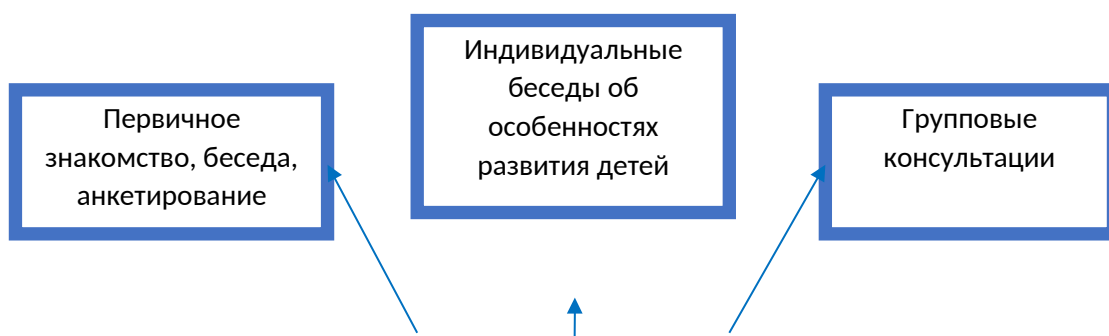 Первичное
знакомство, беседа,
анкетирование
Индивидуальные
беседы об
особенностях
развития детей
Групповые
консультации